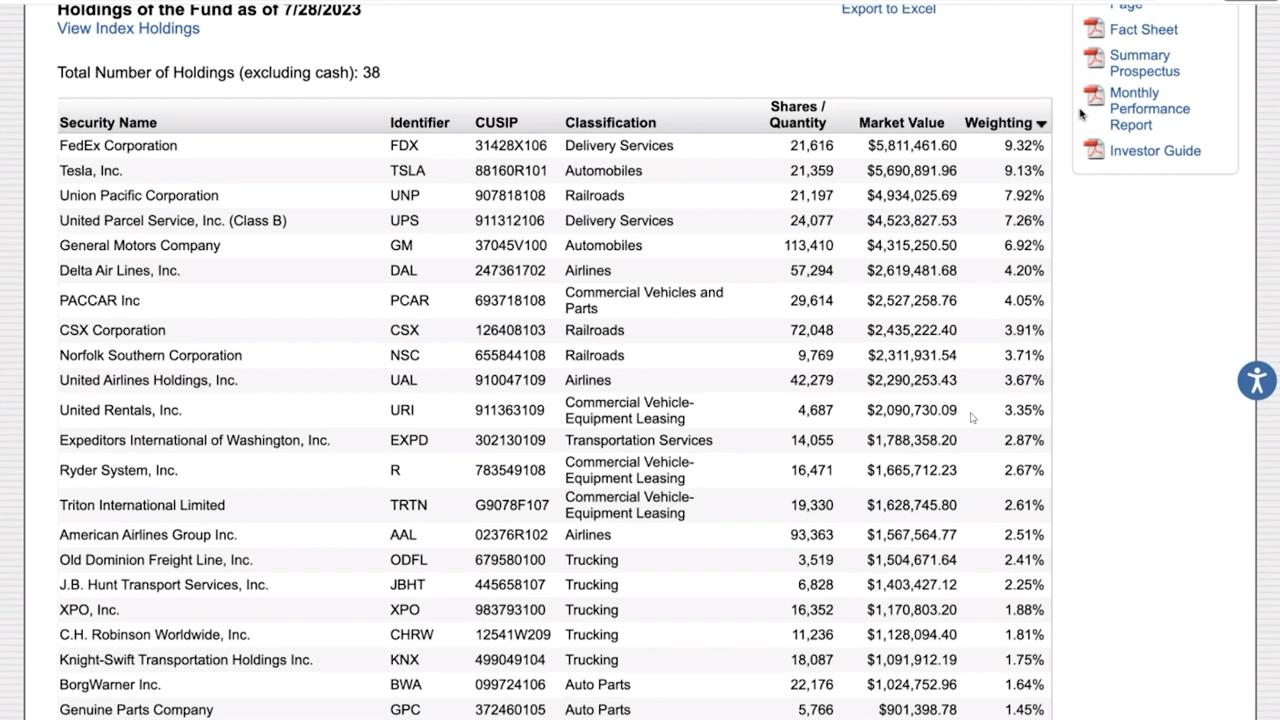 Holdings of the Fund as of 7/28/2023
Export to Excel
View Index Holdings
Total Number of Holdings (excluding cash): 38
Page
Fact Sheet
Summary
Prospectus
Monthly
Performance
Report
Investor Guide
Security Name Identifier CUSIP Classification Shares / Quantity Market Value Weighting
FedEx Corporation FDX 31428X106 Delivery Services 21,616 $5,811,461.60 9.32%
Tesla, Inc. TSLA 88160R101 Automobiles 21,359 $5,690,891.96 9.13%
Union Pacific Corporation UNP 907818108 Railroads 21,197 $4,934,025.69 7.92%
United Parcel Service, Inc. (Class B) UPS 911312106 Delivery Services 24,077 $4,523,827.53 7.26%
General Motors Company GM 37045V100 Automobiles 113,410 $4,315,250.50 6.92%
Delta Air Lines, Inc. DAL 247361702 Airlines 57,294 $2,619,481.68 4.20%
PACCAR Inc PCAR 693718108 Commercial Vehicles and Parts 29,614 $2,527,258.76 4.05%
CSX Corporation CSX 126408103 Railroads 72,048 $2,435,222.40 3.91%
Norfolk Southern Corporation NSC 655844108 Railroads 9,769 $2,311,931.54 3.71%
United Airlines Holdings, Inc. UAL 910047109 Airlines 42,279 $2,290,253.43 3.67%
United Rentals, Inc. URI 911363109 Commercial Vehicle-Equipment Leasing 4,687 $2,090,730.09 3.35%
Expeditors International of Washington, Inc. EXPD 302130109 Transportation Services 14,055 $1,788,358.20 2.87%
Ryder System, Inc. R 783549108 Commercial Vehicle-Equipment Leasing 16,471 $1,665,712.23 2.67%
Triton International Limited TRTN G9078F107 Commercial Vehicle-Equipment Leasing 19,330 $1,628,745.80 2.61%
American Airlines Group Inc. AAL 02376R102 Airlines 93,363 $1,567,564.77 2.51%
Old Dominion Freight Line, Inc. ODFL 679580100 Trucking 3,519 $1,504,671.64 2.41%
J.B. Hunt Transport Services, Inc. JBHT 445658107 Trucking 6,828 $1,403,427.12 2.25%
XPO, Inc. XPO 983793100 Trucking 16,352 $1,170,803.20 1.88%
C.H. Robinson Worldwide, Inc. CHRW 12541W209 Trucking 11,236 $1,128,094.40 1.81%
Knight-Swift Transportation Holdings Inc. KNX 499049104 Trucking 18,087 $1,091,912.19 1.75%
BorgWarner Inc. BWA 099724106 Auto Parts 22,176 $1,024,752.96 1.64%
Genuine Parts Company GPC 372460105 Auto Parts 5,766 $901,398.78 1.45%